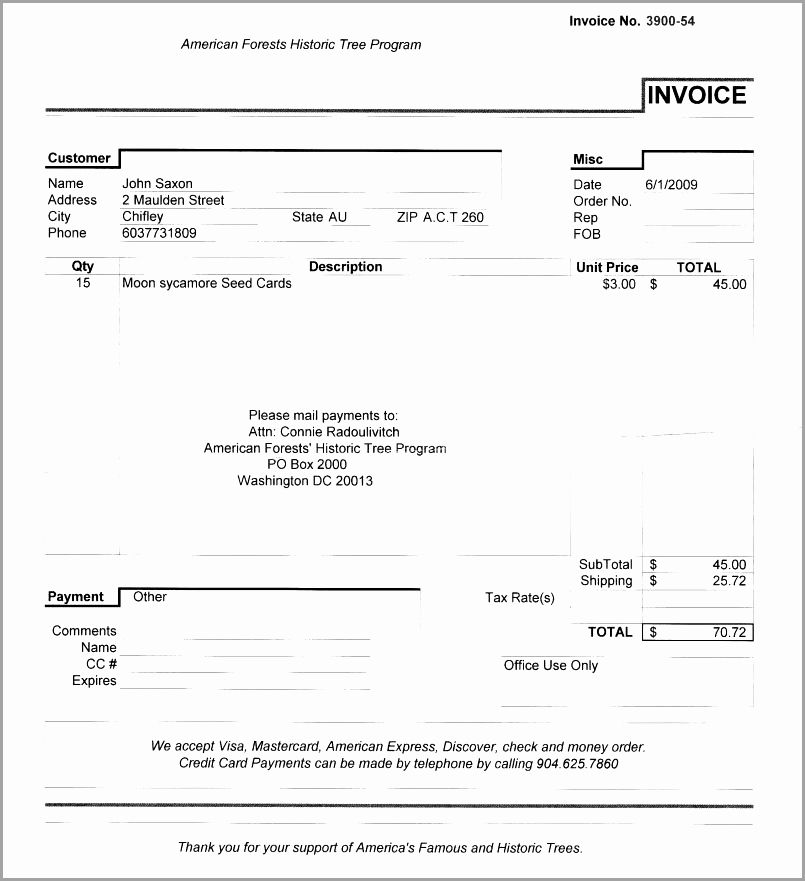 Invoice No. 3900-54
American Forests Historic Tree Program
INVOICE
Customer
Misc
Name John Saxon
Date 6/1/2009
Address 2 Maulden Street
Order No.
City Chifley State AU ZIP A.C.T 260
Rep
Phone 6037731809
FOB
Qty Description Unit Price TOTAL
15 Moon sycamore Seed Cards $3.00 $ 45.00
Please mail payments to:
Attn: Connie Radoulivitch
American Forests' Historic Tree Program
PO Box 2000
Washington DC 20013
SubTotal $ 45.00
Shipping $ 25.72
Payment Other
Tax Rate(s)
Comments
TOTAL $ 70.72
Name
CC #
Office Use Only
Expires
We accept Visa, Mastercard, American Express, Discover, check and money order.
Credit Card Payments can be made by telephone by calling 904.625.7860
Thank you for your support of America's Famous and Historic Trees.